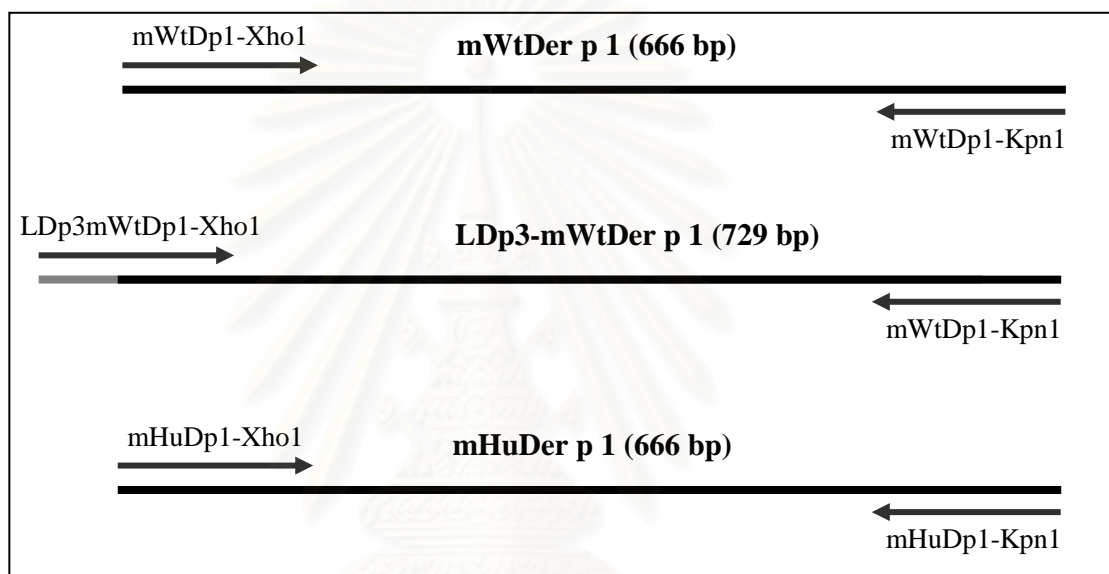 mWtDp1-Xho1
mWtDer p 1 (666 bp)
mWtDp1-Kpn1
LDp3mWtDp1-Xho1
LDp3-mWtDer p 1 (729 bp)
mWtDp1-Kpn1
mHuDp1-Xho1
mHuDer p 1 (666 bp)
mHuDp1-Kpn1